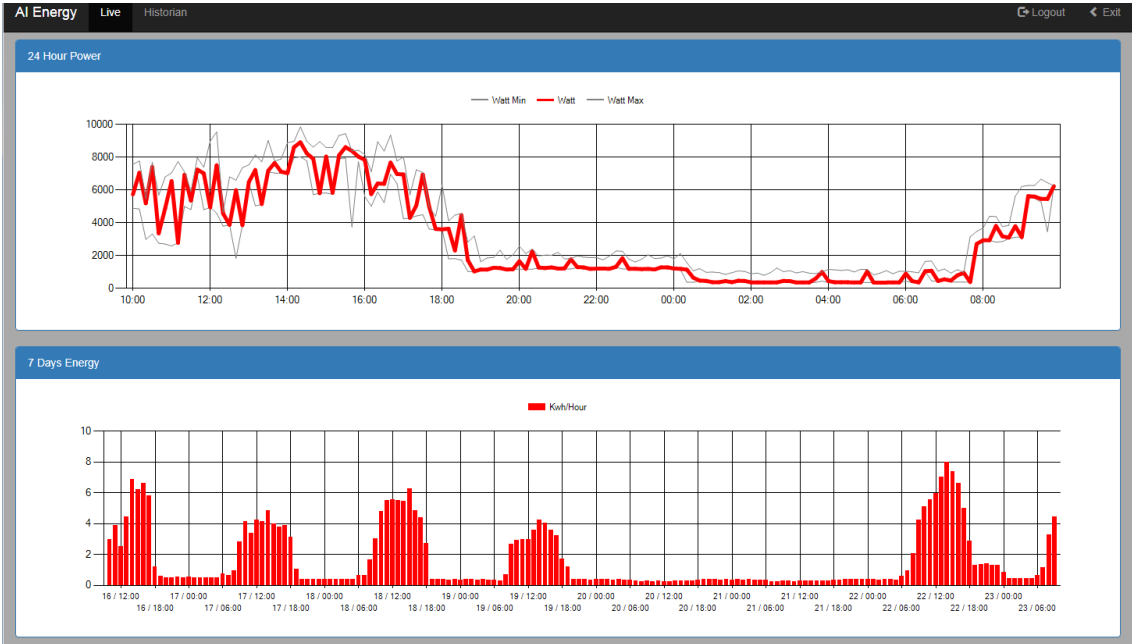 AI Energy Live Historian Logout Exit
24 Hour Power
Watt Min Watt Watt Max
10000
8000
6000
4000
2000
0
10:00 12:00 14:00 16:00 18:00 20:00 22:00 00:00 02:00 04:00 06:00 08:00
7 Days Energy
Kwh/Hour
10
8
6
4
2
0
16 / 12:00 17 / 00:00 17 / 12:00 18 / 00:00 18 / 12:00 19 / 00:00 19 / 12:00 20 / 00:00 20 / 12:00 21 / 00:00 21 / 12:00 22 / 00:00 22 / 12:00 23 / 00:00
16 / 18:00 17 / 06:00 17 / 18:00 18 / 06:00 18 / 18:00 19 / 06:00 19 / 18:00 20 / 06:00 20 / 18:00 21 / 06:00 21 / 18:00 22 / 06:00 22 / 18:00 23 / 06:00